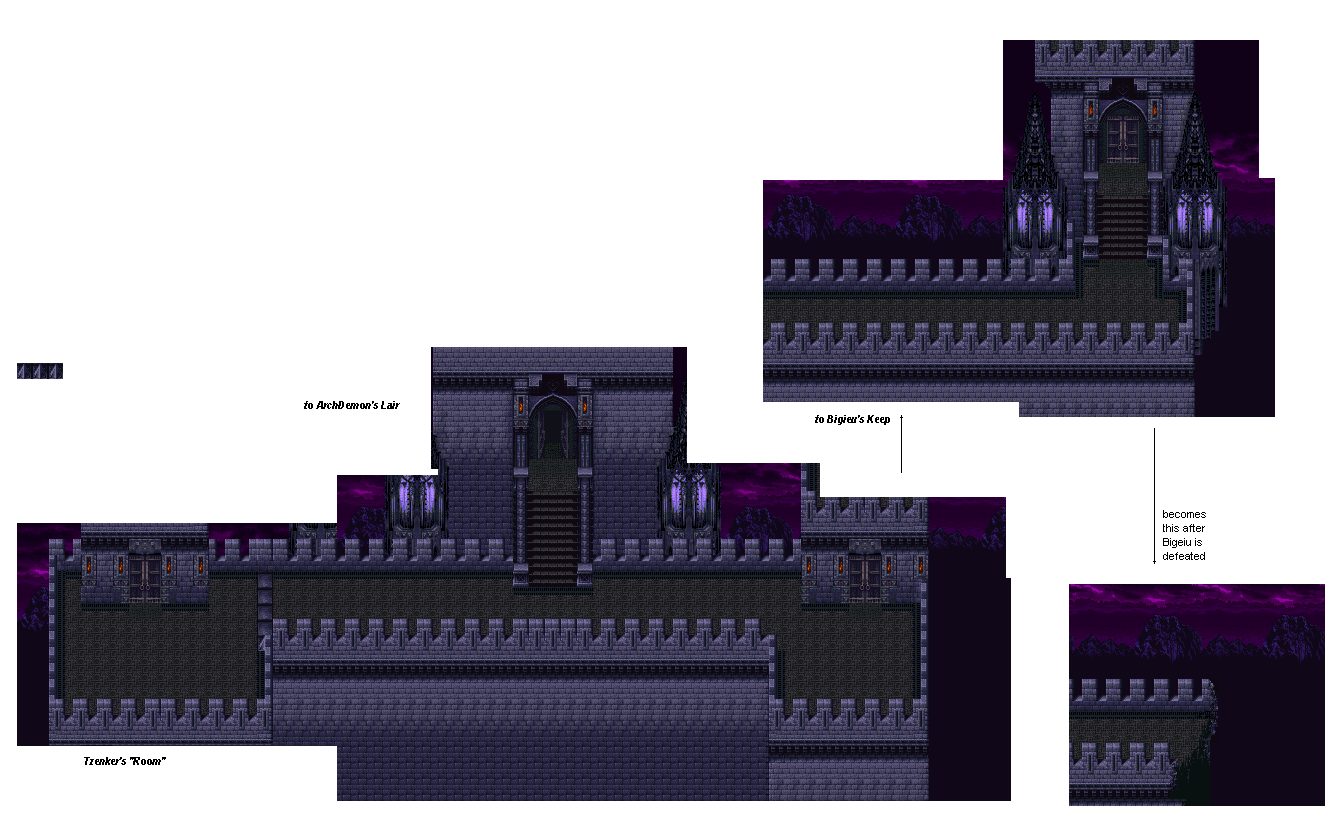 to ArchDemon's Lair
to Bigieu's Keep
becomes
this after
Bigeiu is
defeated
Tzenker's "Room"